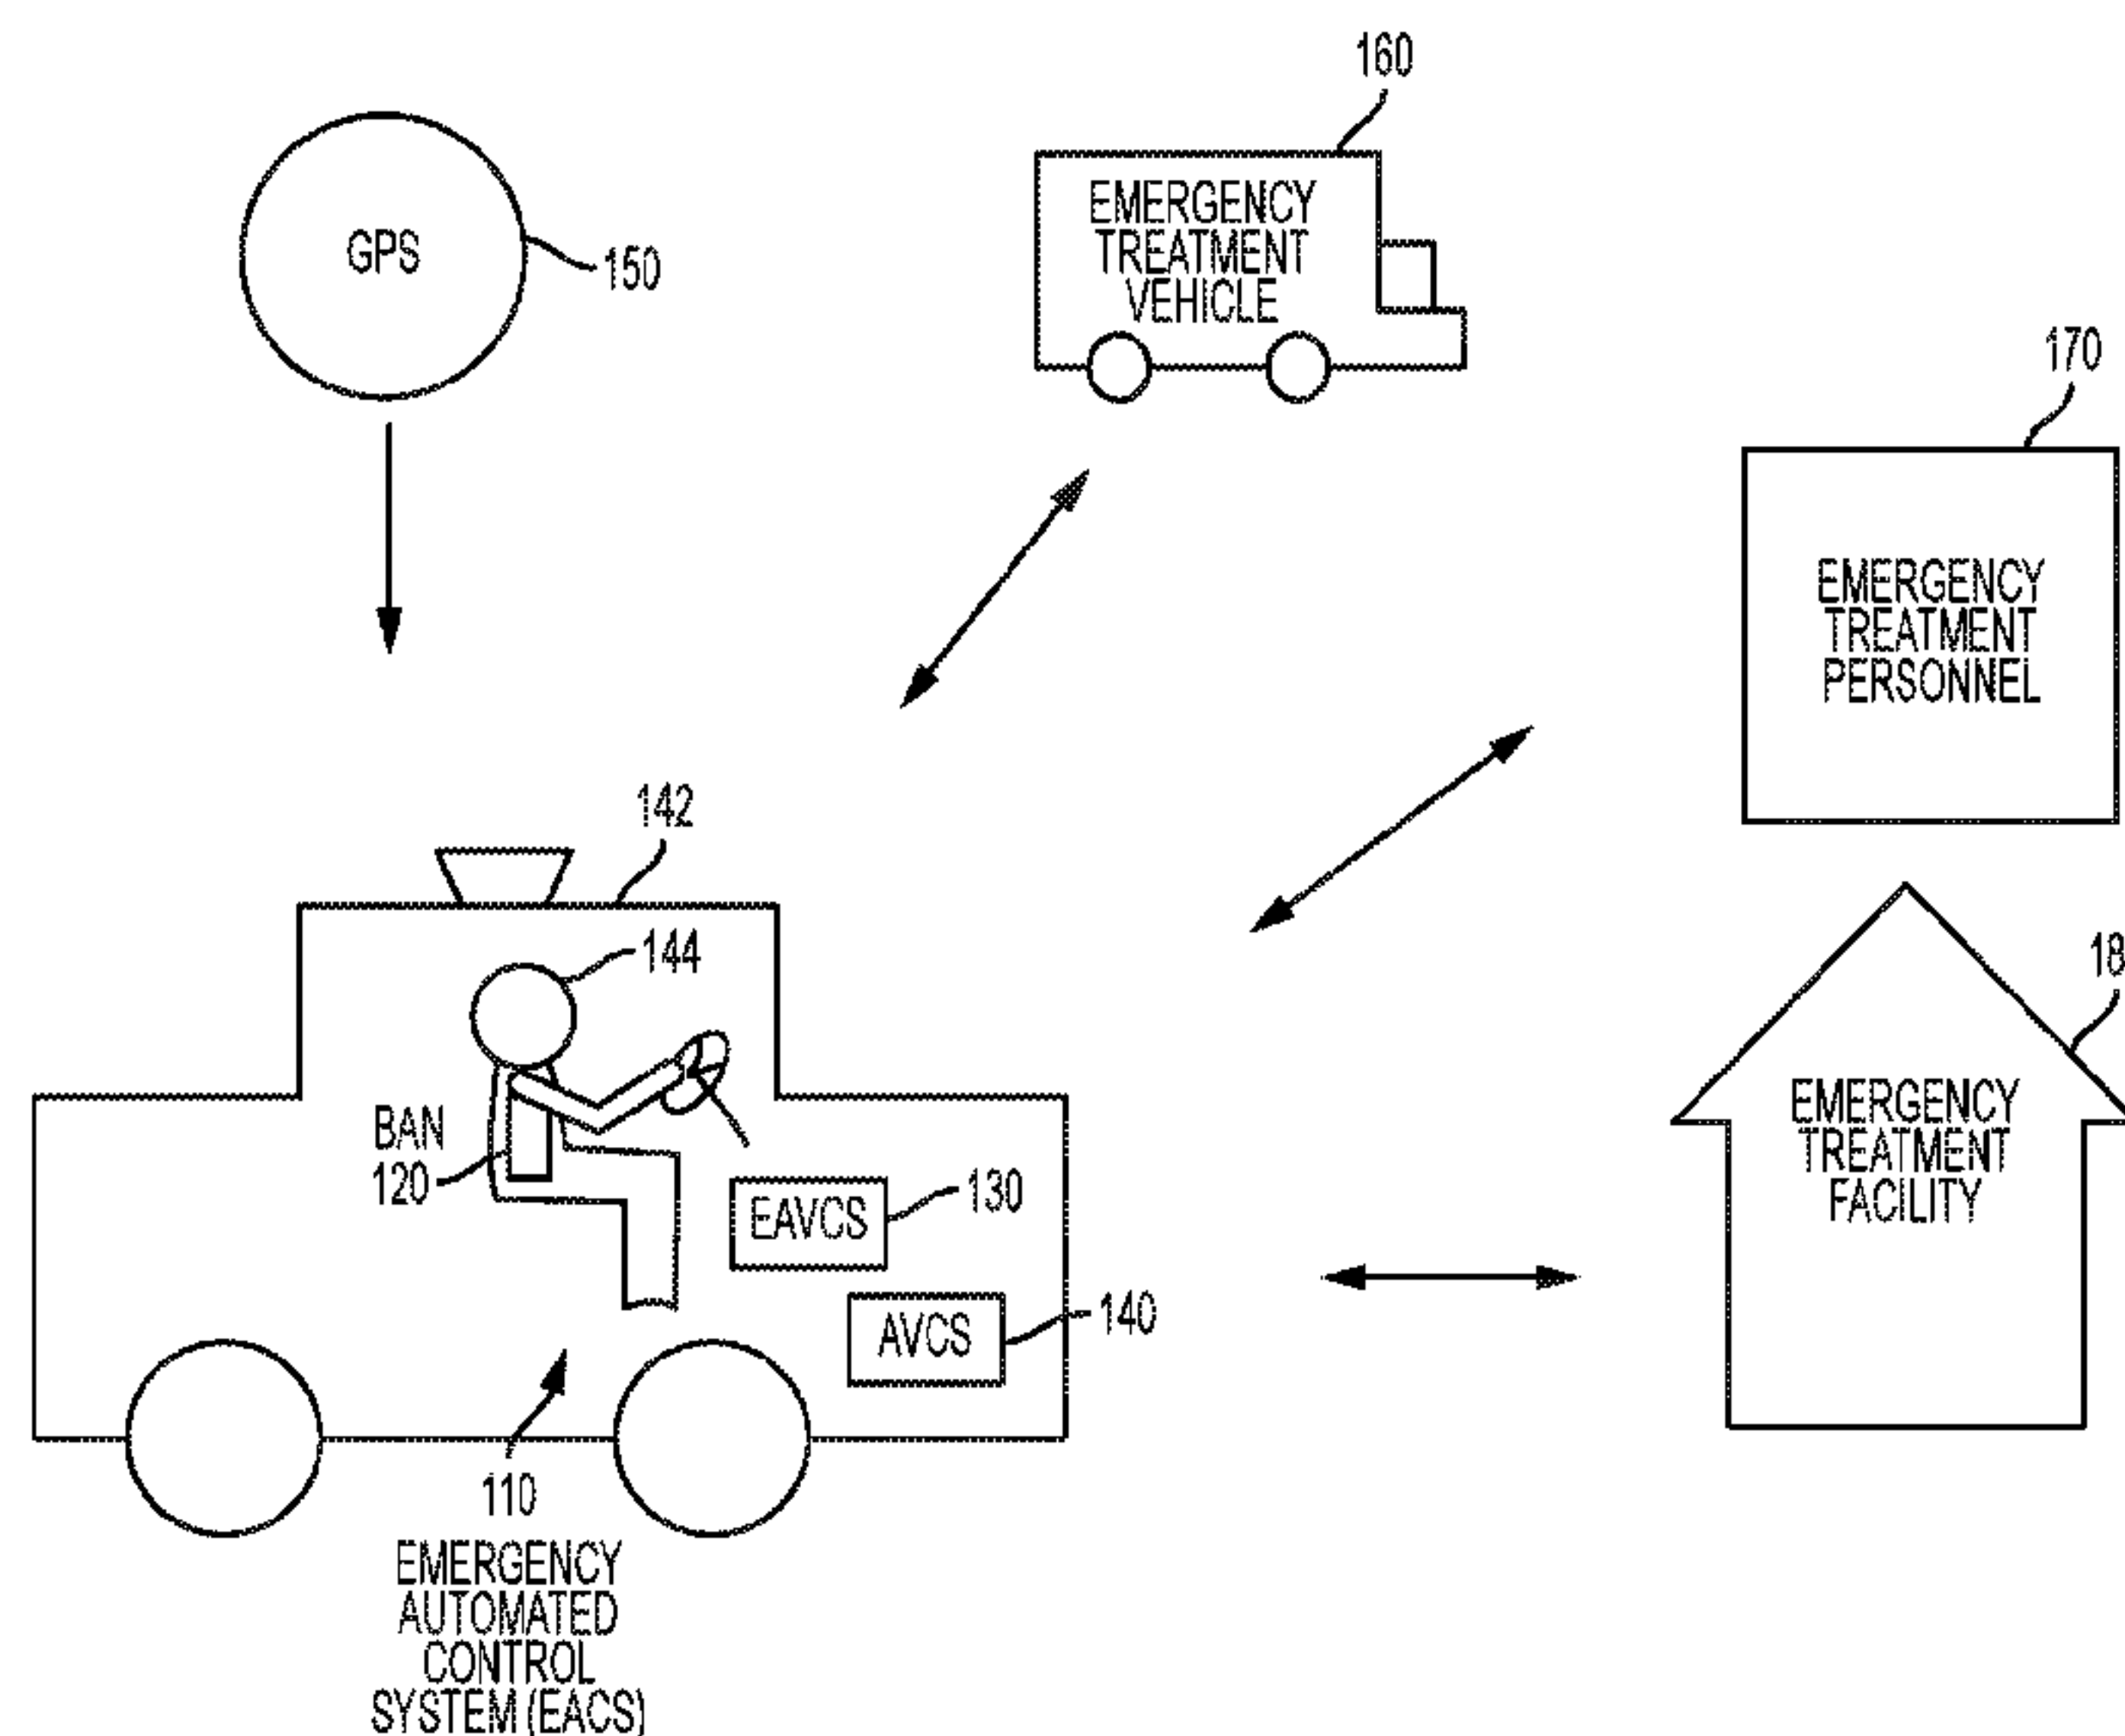 160
GPS
150
EMERGENCY
TREATMENT
VEHICLE
170
EMERGENCY
TREATMENT
PERSONNEL
142
144
18
BAN
120
EMERGENCY
TREATMENT
FACILITY
130
EAVCS
140
AVCS
110
EMERGENCY
AUTOMATED
CONTROL
SYSTEM (EACS)